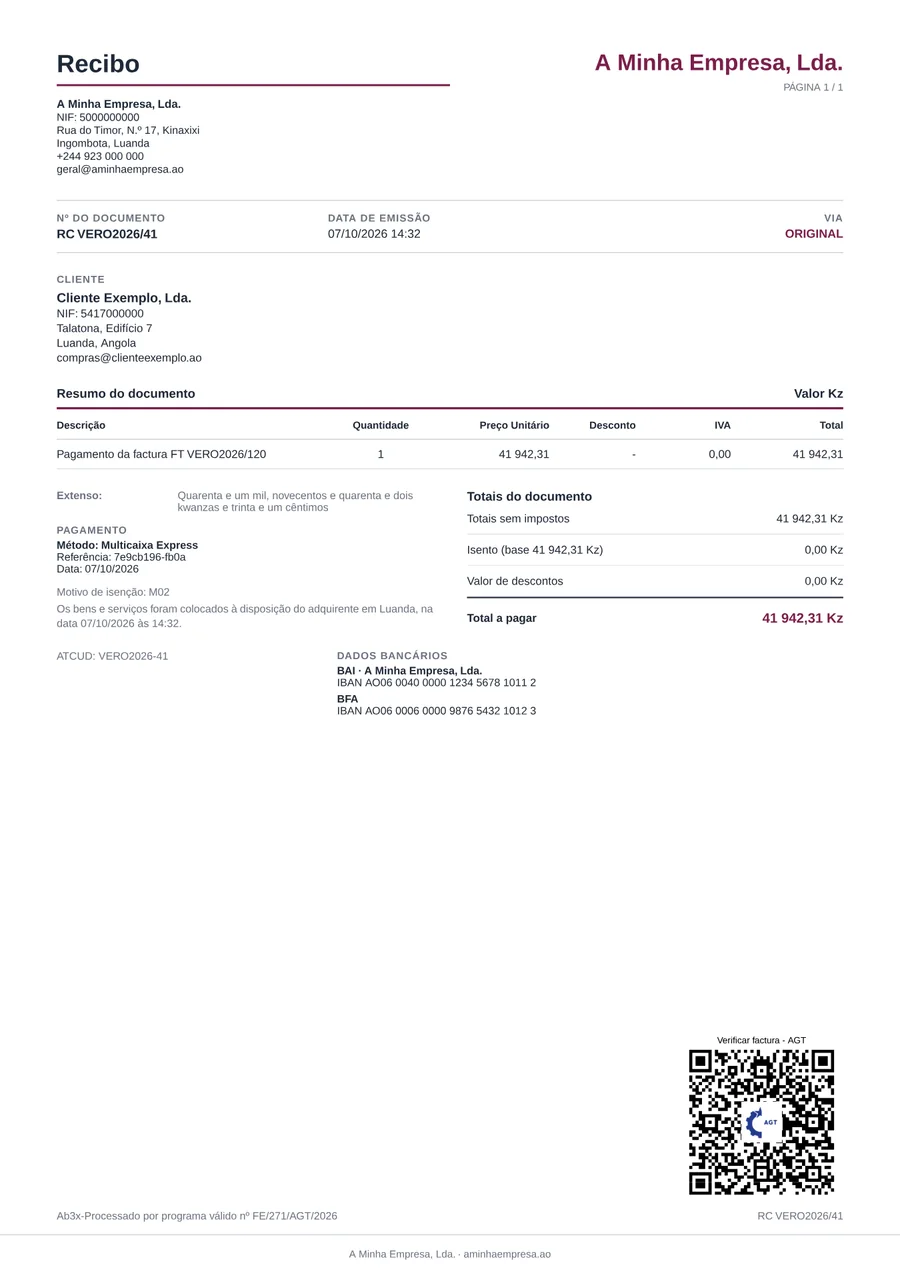 Recibo
A Minha Empresa, Lda.
PÁGINA 1 / 1
A Minha Empresa, Lda.
NIF: 5000000000
Rua do Timor, N.º 17, Kinaxixi
Ingombota, Luanda
+244 923 000 000
geral@aminhaempresa.ao
Nº DO DOCUMENTO DATA DE EMISSÃO VIA
RC VERO2026/41 07/10/2026 14:32 ORIGINAL
CLIENTE
Cliente Exemplo, Lda.
NIF: 5417000000
Talatona, Edifício 7
Luanda, Angola
compras@clienteexemplo.ao
Resumo do documento Valor Kz
Descrição Quantidade Preço Unitário Desconto IVA Total
Pagamento da factura FT VERO2026/120 1 41 942,31 - 0,00 41 942,31
Extenso: Quarenta e um mil, novecentos e quarenta e dois
kwanzas e trinta e um cêntimos
PAGAMENTO
Método: Multicaixa Express
Referência: 7e9cb196-fb0a
Data: 07/10/2026
Motivo de isenção: M02
Os bens e serviços foram colocados à disposição do adquirente em Luanda, na
data 07/10/2026 às 14:32.
Totais do documento
Totais sem impostos 41 942,31 Kz
Isento (base 41 942,31 Kz) 0,00 Kz
Valor de descontos 0,00 Kz
Total a pagar 41 942,31 Kz
ATCUD: VERO2026-41
DADOS BANCÁRIOS
BAI · A Minha Empresa, Lda.
IBAN AO06 0040 0000 1234 5678 1011 2
BFA
IBAN AO06 0006 0000 9876 5432 1012 3
Verificar factura - AGT
AGT
Ab3x-Processado por programa válido nº FE/271/AGT/2026 RC VERO2026/41
A Minha Empresa, Lda. · aminhaempresa.ao